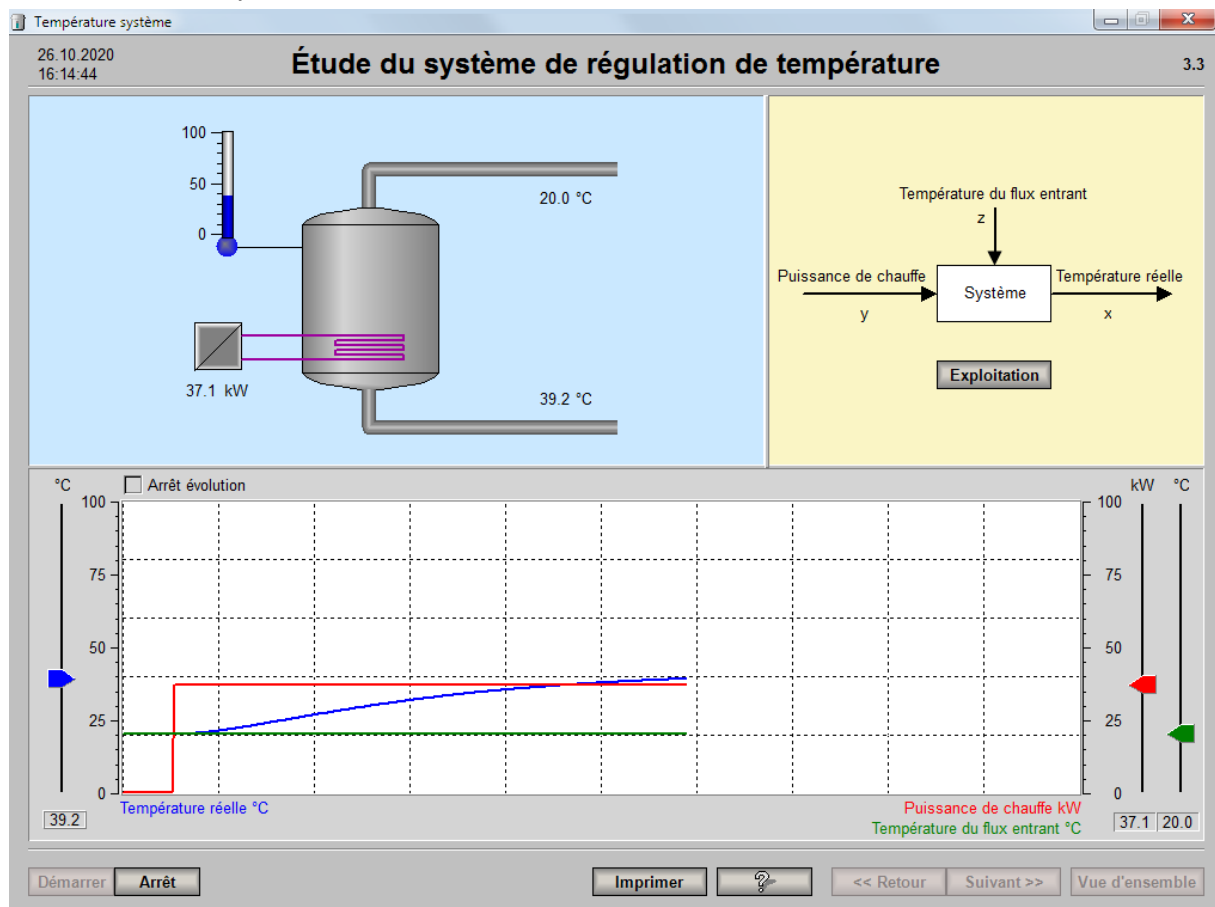 Température système
26.10.2020
16:14:44
Étude du système de régulation de température
3.3
100
50
0
20.0 °C
37.1 kW
39.2 °C
Température du flux entrant
z
Puissance de chauffe
Système
Température réelle
y
x
Exploitation
°C
Arrêt évolution
kW °C
100
75
50
25
0
100
75
50
25
0
39.2
Température réelle °C
Puissance de chauffe kW
Température du flux entrant °C
37.1 20.0
Démarrer
Arrêt
Imprimer
?
<< Retour
Suivant >>
Vue d'ensemble